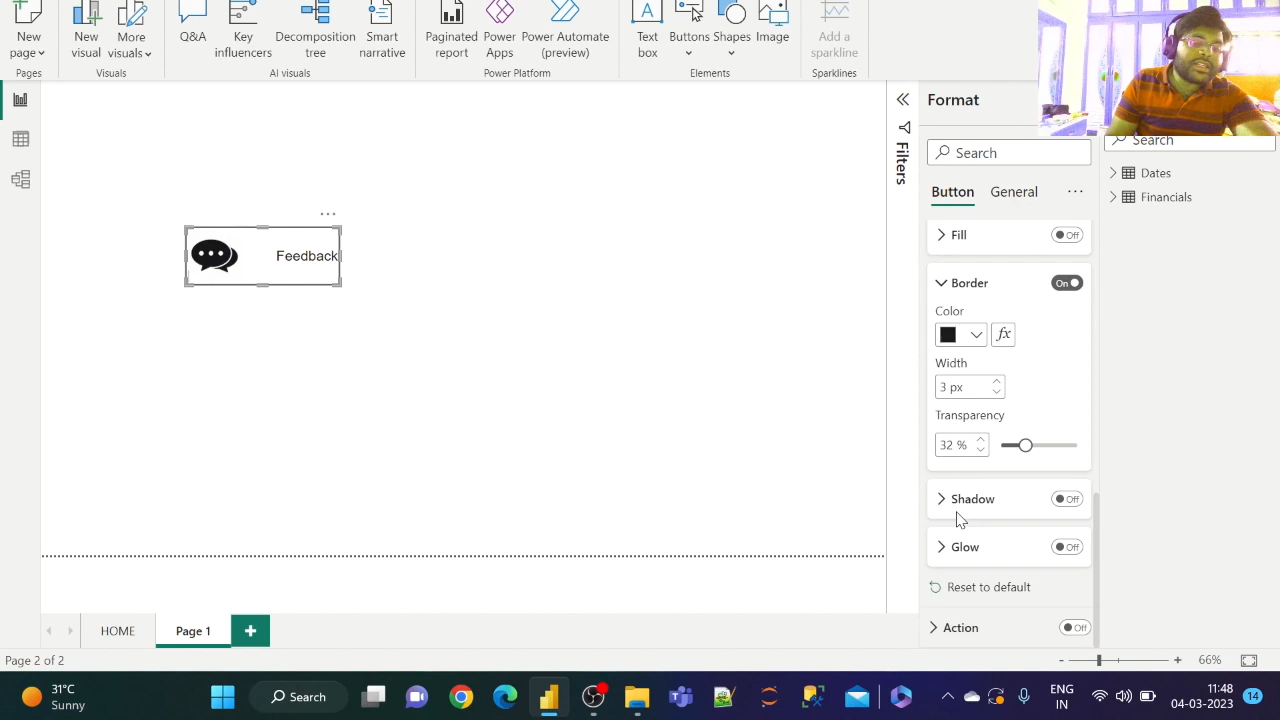 New page
New visual
More visuals
Q&A
Key influencers
Decomposition tree
Smart narrative
Paginated report
Power Apps
Power Automate (preview)
Text box
Buttons
Shapes
Image
Add a sparkline
Pages
Visuals
AI visuals
Power Platform
Elements
Sparklines
Filters
Format
Search
Search
Button
General
Dates
Financials
Fill
Off
Feedback
Border
On
Color
fx
Width
3 px
Transparency
32 %
Shadow
Off
Glow
Off
Reset to default
Action
Off
HOME
Page 1
Page 2 of 2
66%
31°C
Sunny
Search
ENG
IN
11:48
04-03-2023
14